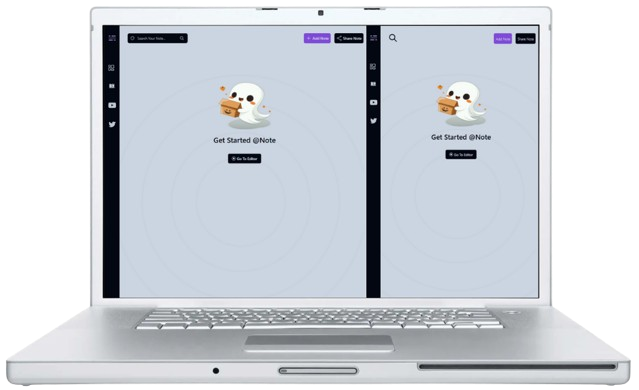 Search Your Note..
Add Note
Share Note
Get Started @Note
Go To Editor
Add Note
Share Note
Get Started @Note
Go To Editor